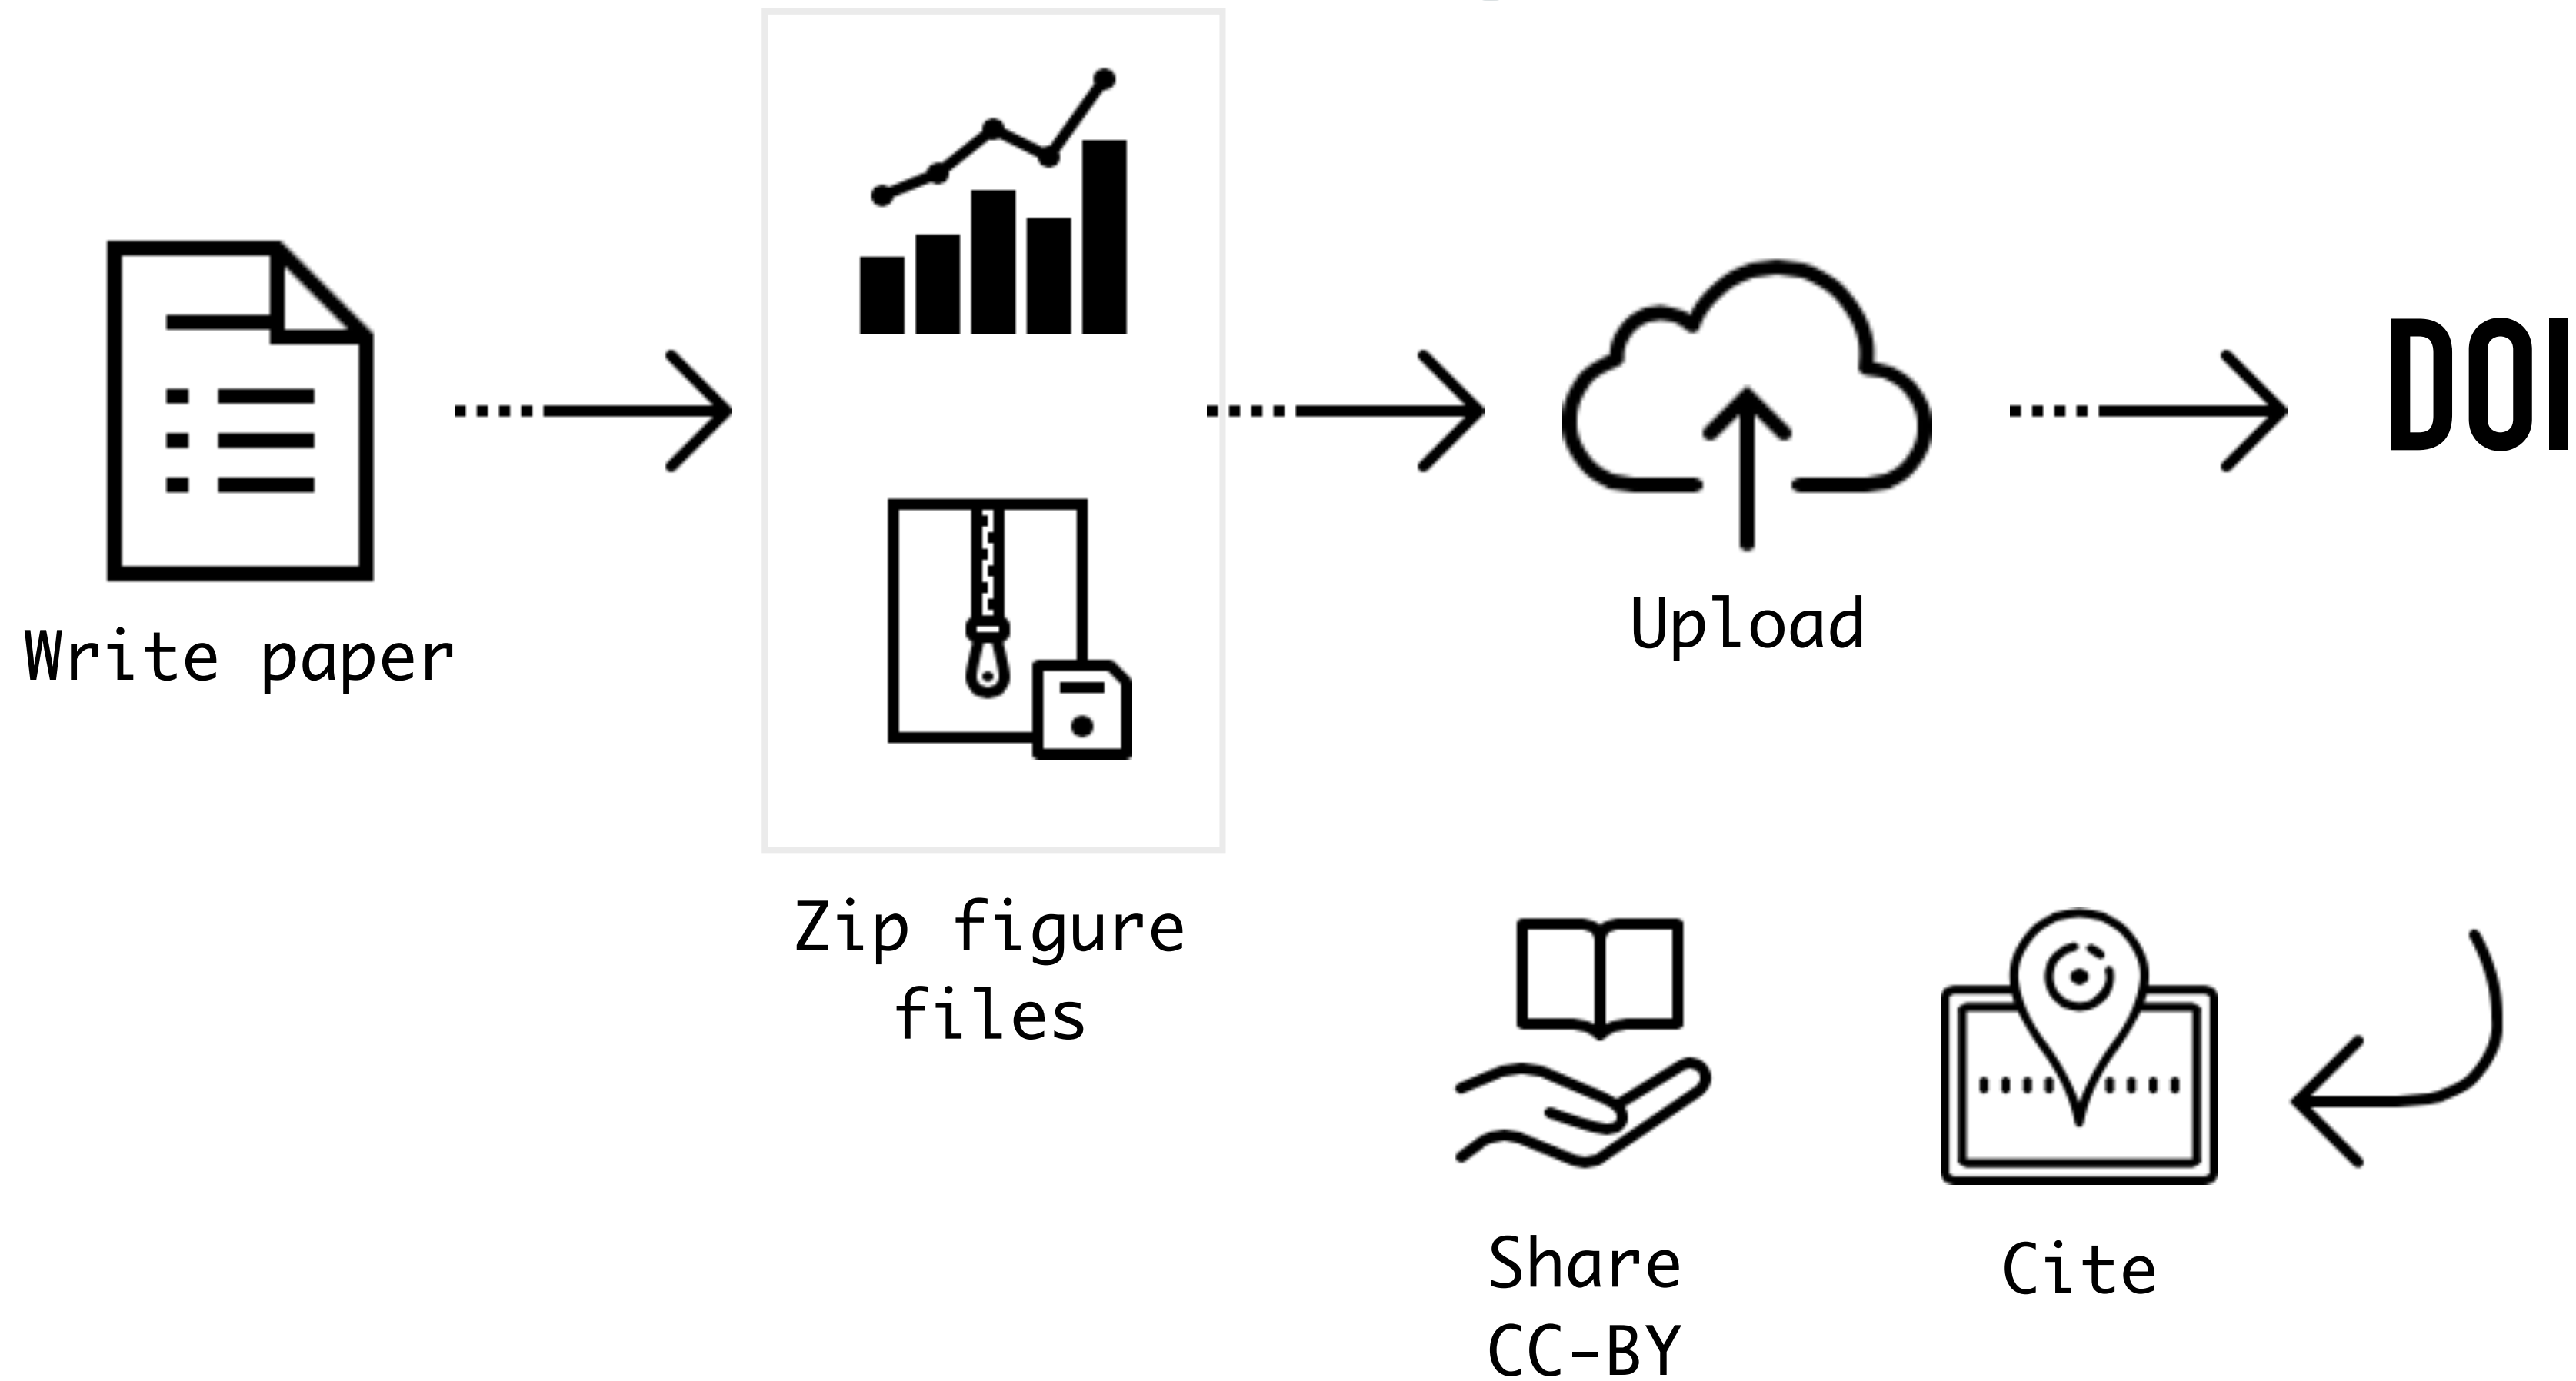 Write paper
Zip figure
files
Upload
DOI
Share
CC-BY
Cite